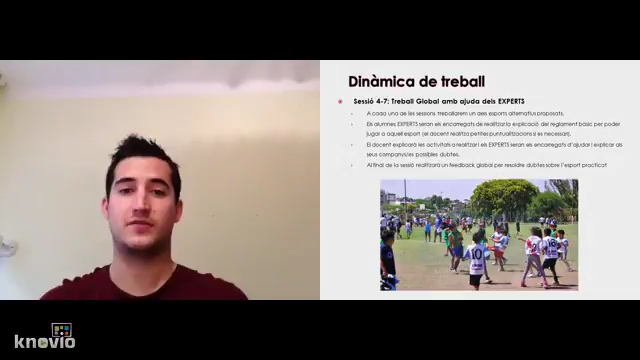 Dinàmica de treball
Sessió 4-7: Treball Global amb ajuda dels EXPERTS
A cada una de les sessions treballarem un dels esports alternatius proposats.
Els alumnes EXPERTS seran els encarregats de realitzar la explicació del reglament bàsic per poder
jugar a aquell esport (el docent realitza petites puntualitzacions si es necessari).
El docent explicarà les activitats a realitzar i els EXPERTS seran els encarregats d'ajudar i explicar als
seus companys/es possibles dubtes.
Al final de la sessió realitzarà un feedback global per resoldre dubtes sobre l'esport practicat
10
10
knovio